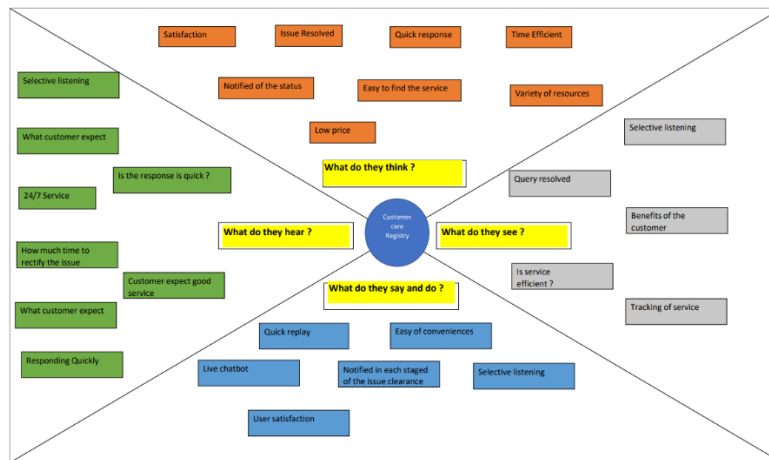 Satisfaction
Issue Resolved
Quick response
Time Efficient
Notified of the status
Easy to find the service
Variety of resources
Low price
What do they think ?
Selective listening
What customer expect
Is the response is quick ?
24/7 Service
What do they hear ?
How much time to
rectify the issue
Customer expect good
service
What customer expect
Responding Quickly
Customer
care
Registry
Selective listening
Query resolved
Benefits of the
customer
What do they see ?
Is service
efficient ?
Tracking of service
What do they say and do ?
Quick replay
Easy of conveniences
Live chatbot
Notified in each staged
of the issue clearance
Selective listening
User satisfaction